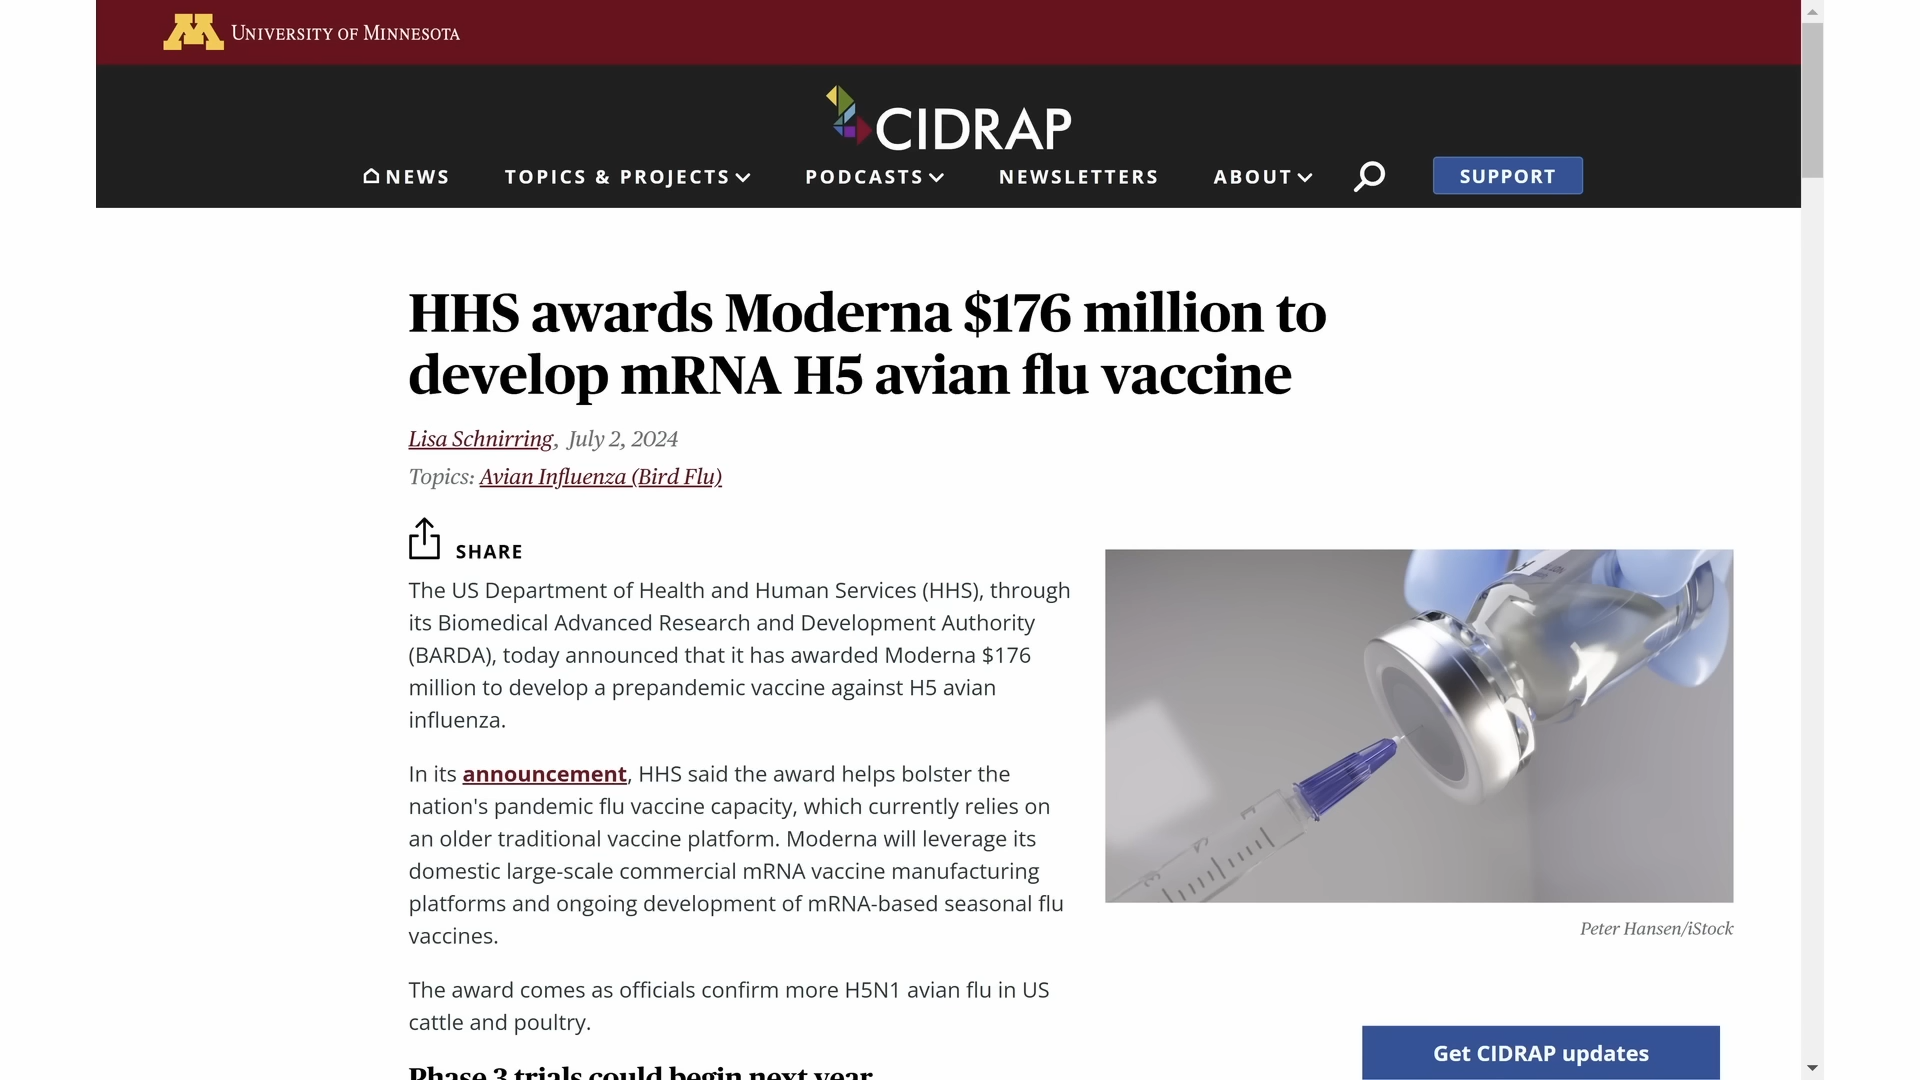 UNIVERSITY OF MINNESOTA
CIDRAP
NEWS TOPICS & PROJECTS PODCASTS NEWSLETTERS ABOUT SUPPORT
HHS awards Moderna $176 million to
develop mRNA H5 avian flu vaccine
Lisa Schnirring, July 2, 2024
Topics: Avian Influenza (Bird Flu)
SHARE
The US Department of Health and Human Services (HHS), through
its Biomedical Advanced Research and Development Authority
(BARDA), today announced that it has awarded Moderna $176
million to develop a prepandemic vaccine against H5 avian
influenza.
In its announcement, HHS said the award helps bolster the
nation's pandemic flu vaccine capacity, which currently relies on
an older traditional vaccine platform. Moderna will leverage its
domestic large-scale commercial mRNA vaccine manufacturing
platforms and ongoing development of mRNA-based seasonal flu
vaccines.
The award comes as officials confirm more H5N1 avian flu in US
cattle and poultry.
Phase 3 trials could begin next year
Peter Hansen/iStock
Get CIDRAP updates